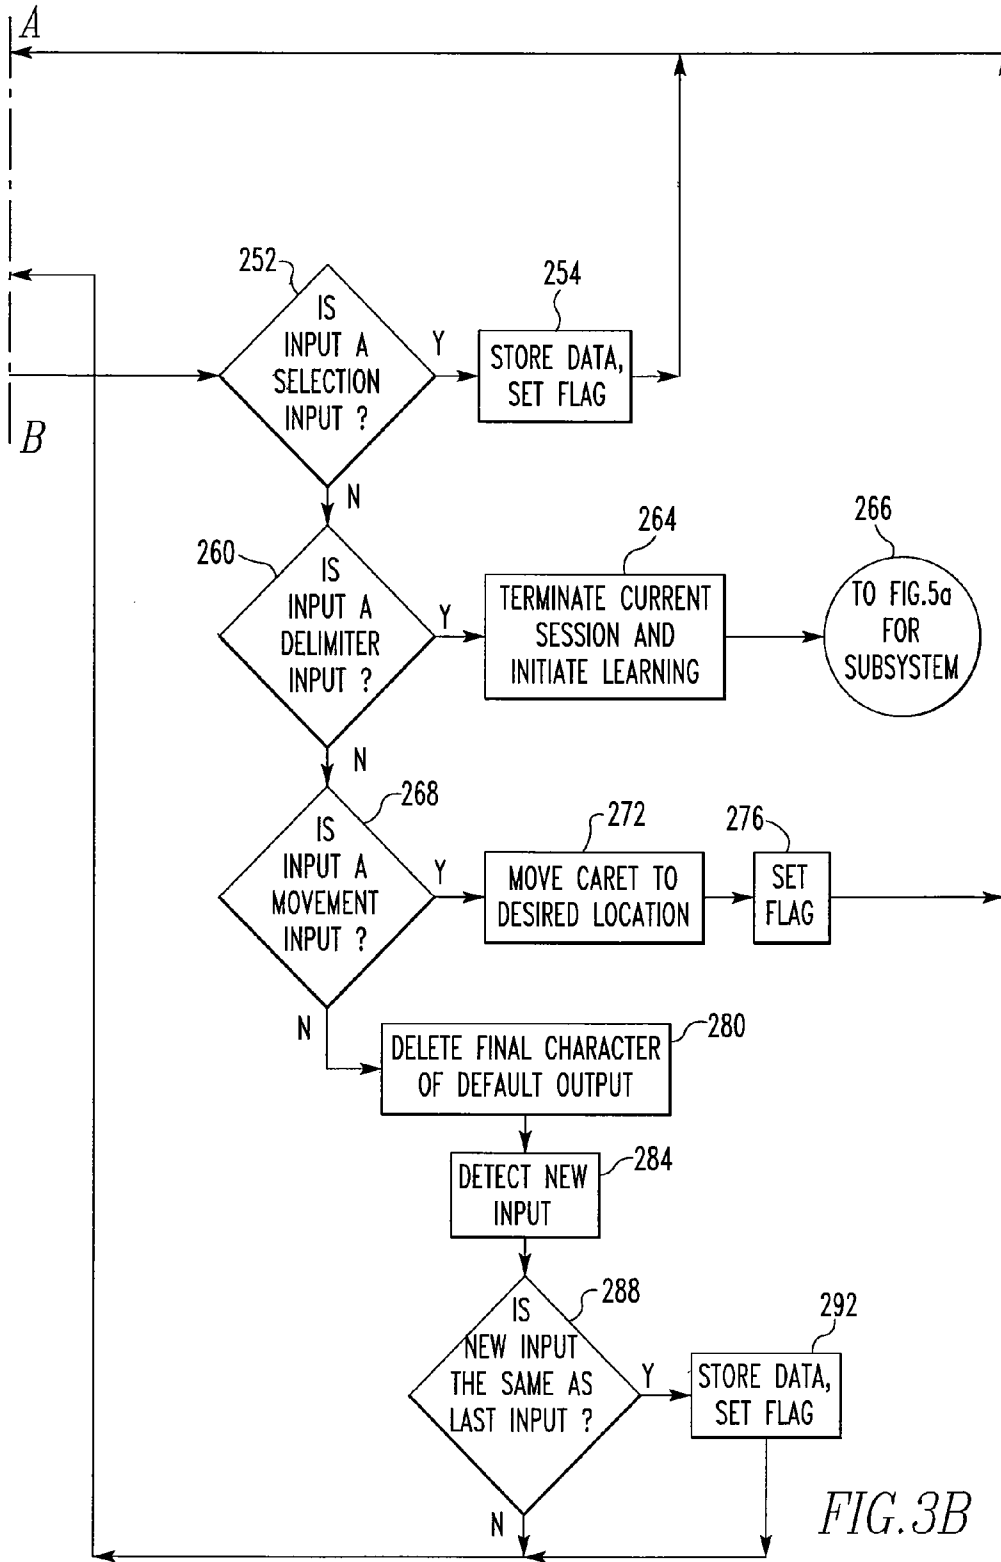 A
252
254
IS
INPUT A
SELECTION
INPUT ?
Y
STORE DATA,
SET FLAG
B
N
260
264
266
IS
INPUT A
DELIMITER
INPUT ?
Y
TERMINATE CURRENT
SESSION AND
INITIATE LEARNING
TO FIG.5a
FOR
SUBSYSTEM
N
268
272
276
IS
INPUT A
MOVEMENT
INPUT ?
Y
MOVE CARET TO
DESIRED LOCATION
SET
FLAG
N
280
DELETE FINAL CHARACTER
OF DEFAULT OUTPUT
284
DETECT NEW
INPUT
288
292
IS
NEW INPUT
THE SAME AS
LAST INPUT ?
Y
STORE DATA,
SET FLAG
N
FIG.3B